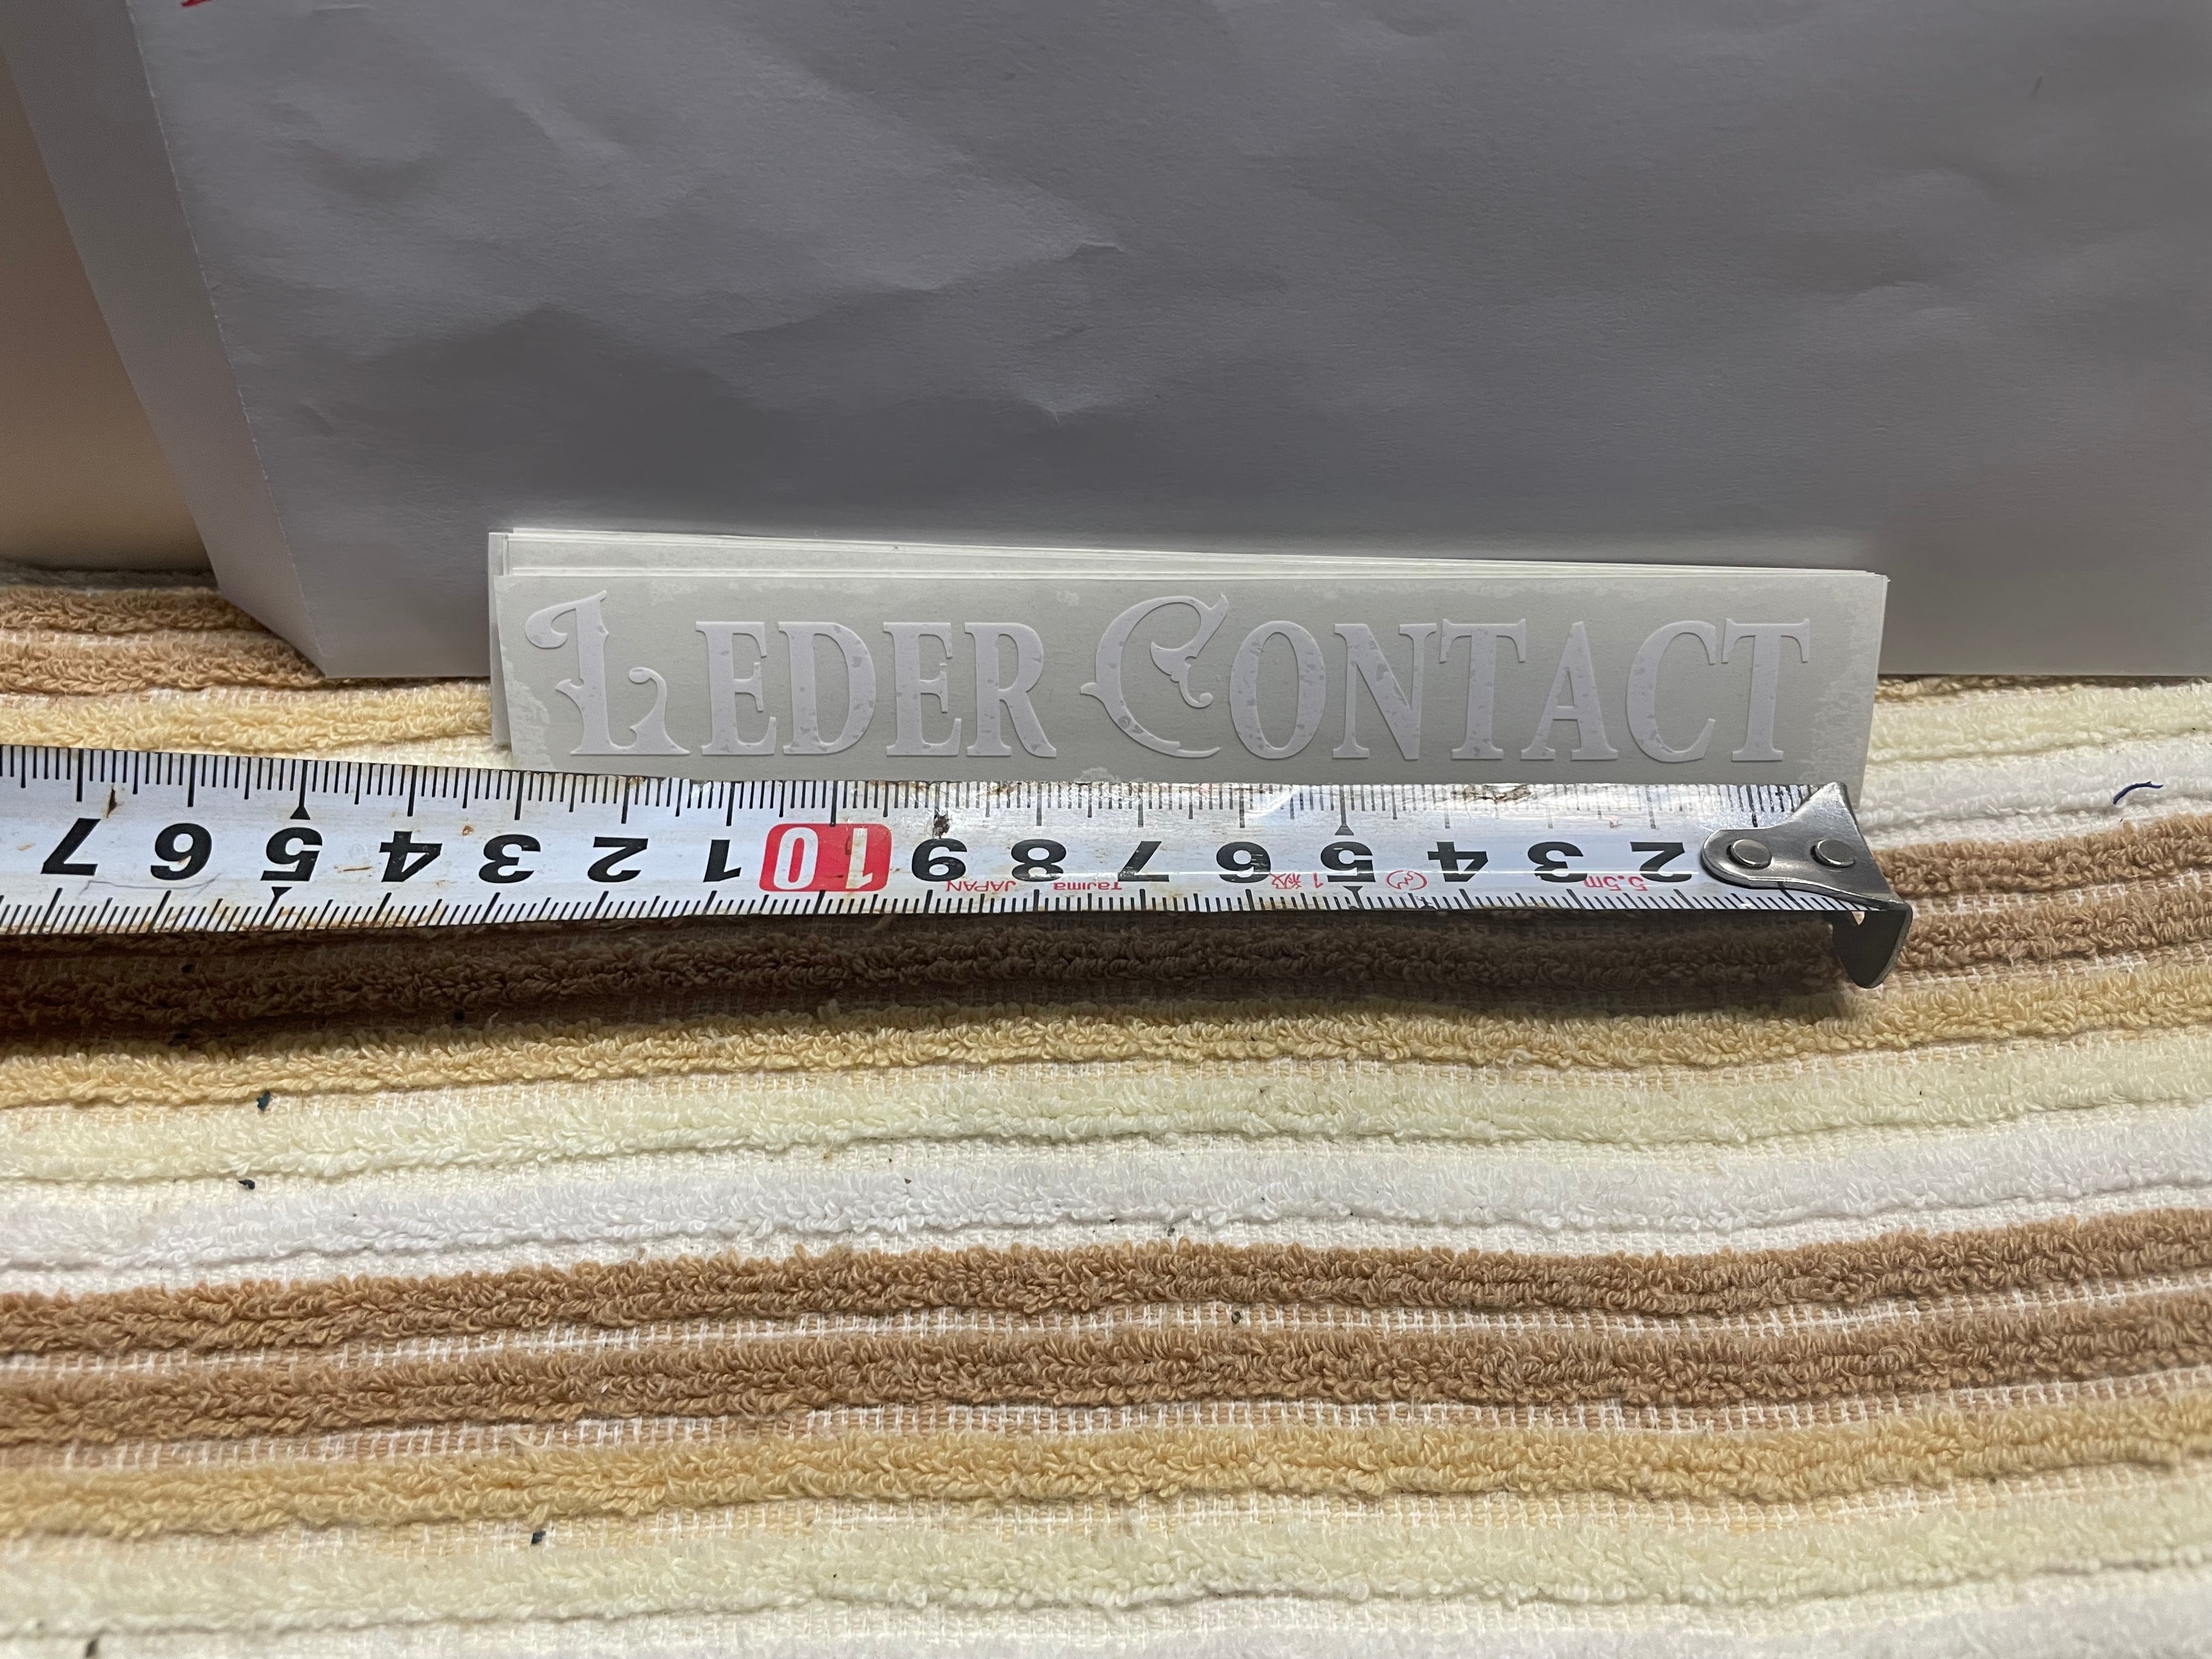 LEDER CONTACT
7 6 5 4 3 2 1 10 9 8 7 6 5 4 3 2
JAPAN Tajima 1級 5.5m